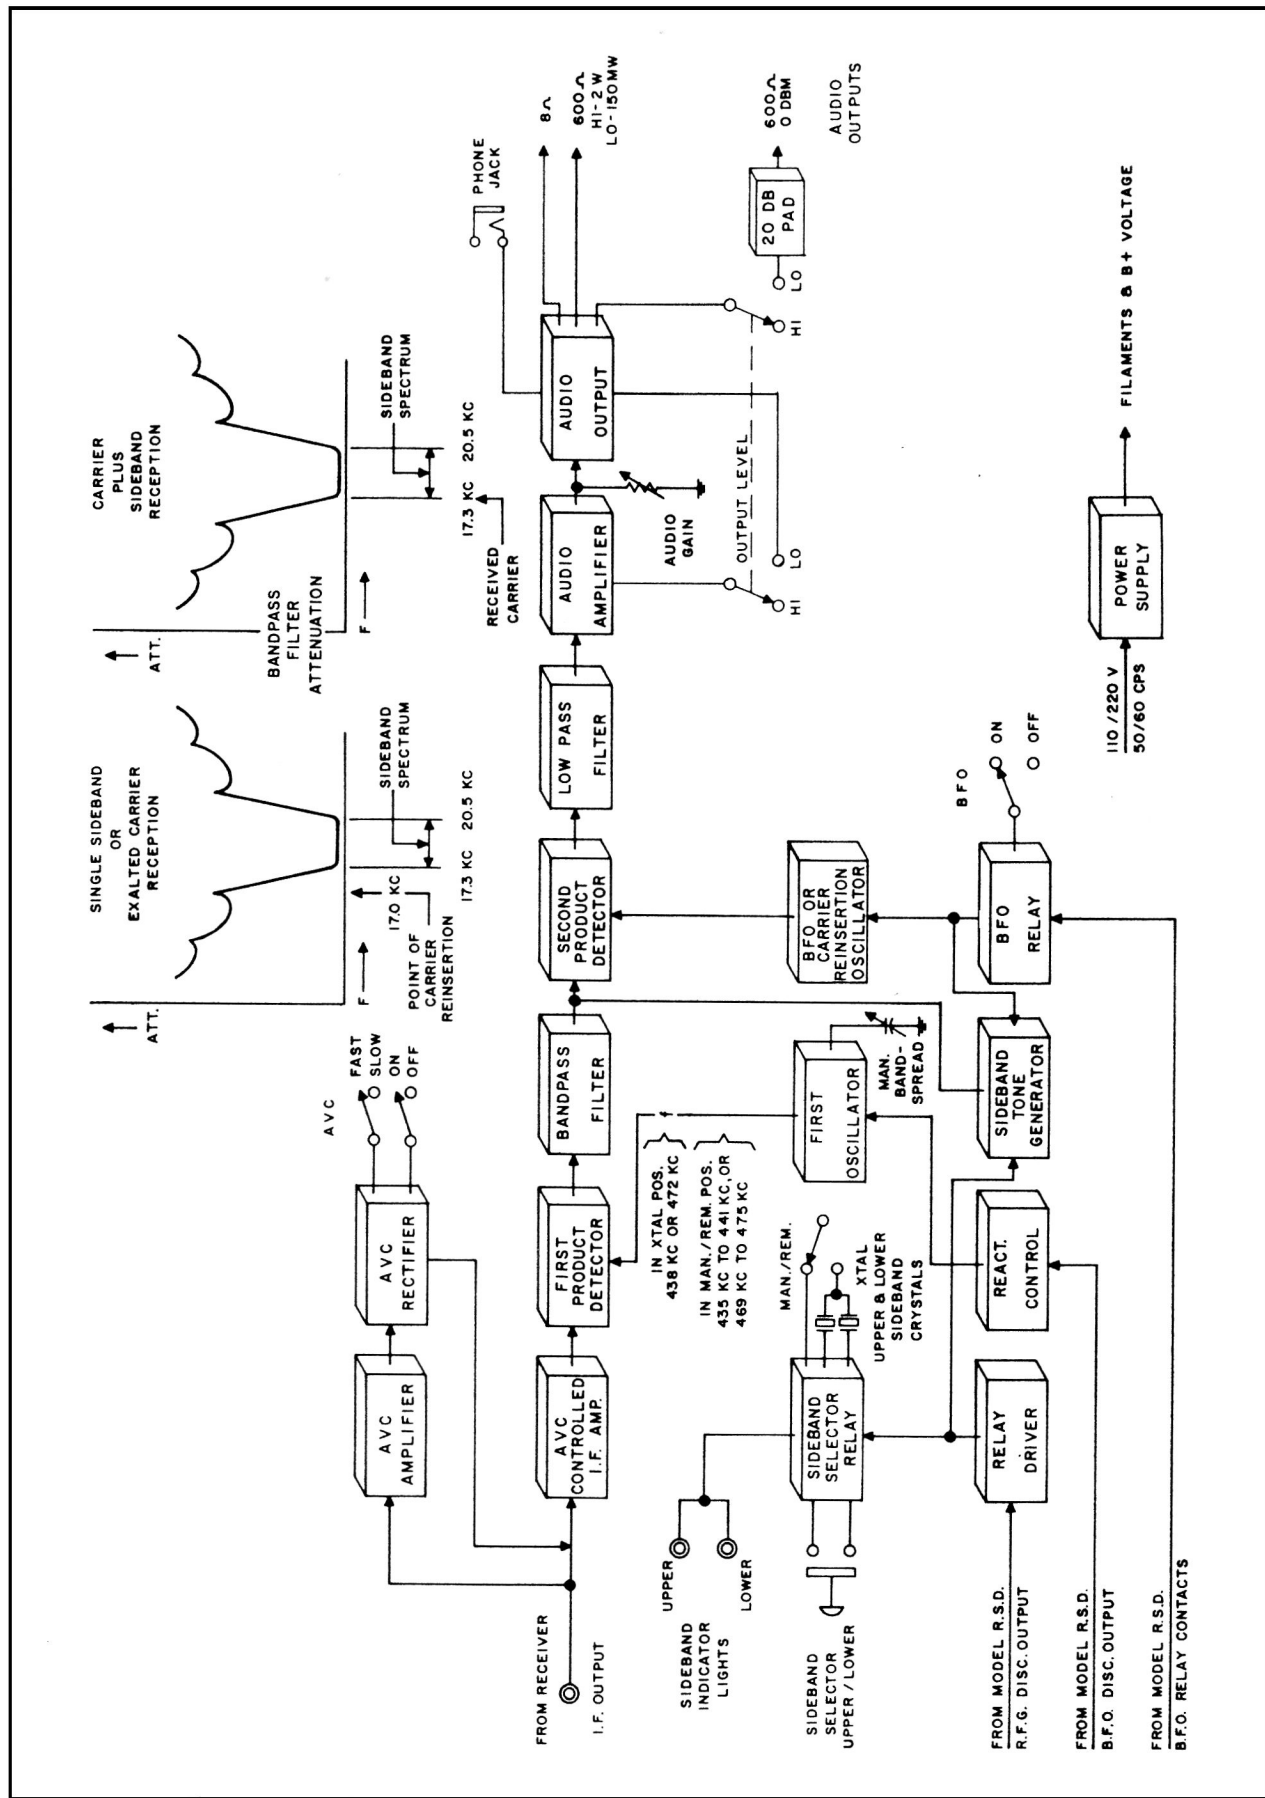 SINGLE SIDEBAND
OR
EXALTED CARRIER
RECEPTION
ATT.
F
17.0 KC
POINT OF
CARRIER
REINSERTION
SIDEBAND
SPECTRUM
17.3 KC
20.5 KC
CARRIER
PLUS
SIDEBAND
RECEPTION
ATT.
BANDPASS
FILTER
ATTENUATION
F
SIDEBAND
SPECTRUM
17.3 KC
20.5 KC
RECEIVED
CARRIER
AVC
FAST
SLOW
ON
OFF
AVC
AMPLIFIER
AVC
RECTIFIER
FROM RECEIVER
I.F. OUTPUT
AVC
CONTROLLED
I.F. AMP.
FIRST
PRODUCT
DETECTOR
BANDPASS
FILTER
SECOND
PRODUCT
DETECTOR
LOW PASS
FILTER
AUDIO
AMPLIFIER
AUDIO
OUTPUT
PHONE
JACK
8Ω
600Ω
HI-2 W
LO-150MW
AUDIO
GAIN
OUTPUT LEVEL
HI
LO
HI
LO
20 DB
PAD
600Ω
0 DBM
AUDIO
OUTPUTS
UPPER
LOWER
SIDEBAND
INDICATOR
LIGHTS
f
IN XTAL POS.
438 KC OR 472 KC
IN MAN./REM. POS.
435 KC TO 441 KC, OR
469 KC TO 475 KC
SIDEBAND
SELECTOR
UPPER / LOWER
SIDEBAND
SELECTOR
RELAY
MAN./REM.
XTAL
UPPER & LOWER
SIDEBAND
CRYSTALS
FIRST
OSCILLATOR
MAN.
BAND-
SPREAD
BFO OR
CARRIER
REINSERTION
OSCILLATOR
FROM MODEL R.S.D.
R.F.G. DISC. OUTPUT
RELAY
DRIVER
REACT.
CONTROL
SIDEBAND
TONE
GENERATOR
BFO
RELAY
BFO
ON
OFF
FROM MODEL R.S.D.
B.F.O. DISC. OUTPUT
FROM MODEL R.S.D.
B.F.O. RELAY CONTACTS
110/220 V
50/60 CPS
POWER
SUPPLY
FILAMENTS & B+ VOLTAGE